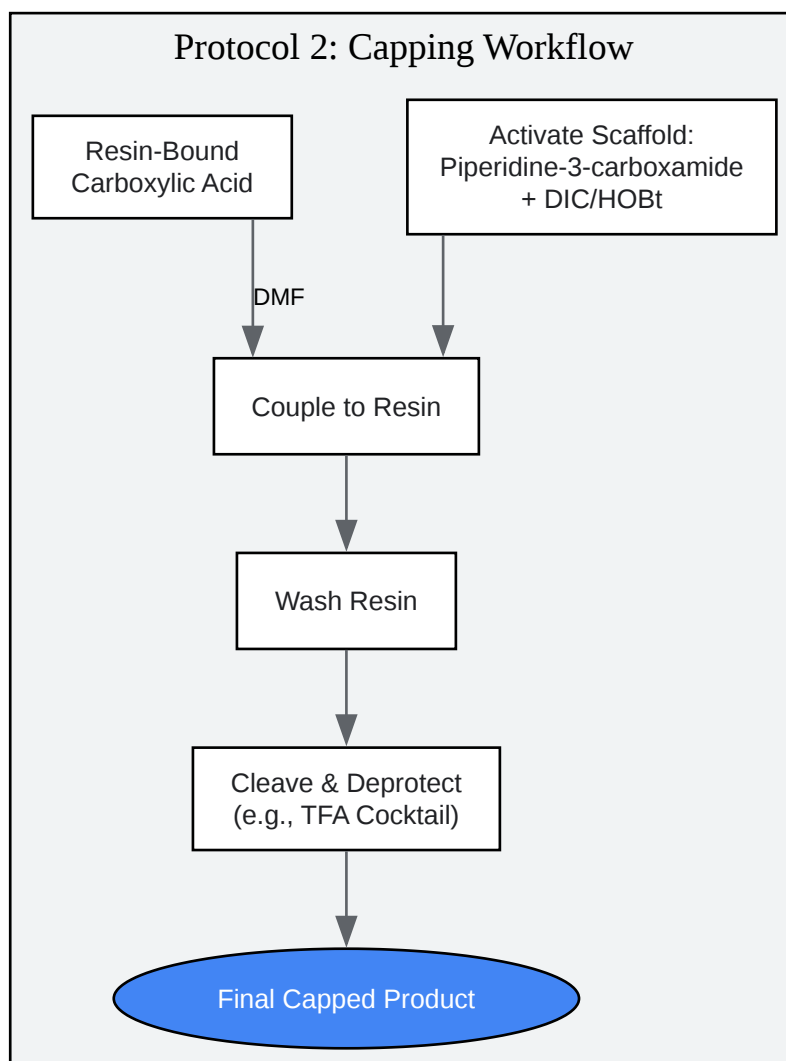 Protocol 2: Capping Workflow
Resin-Bound
Carboxylic Acid
Activate Scaffold:
Piperidine-3-carboxamide
+ DIC/HOBt
DMF
Couple to Resin
Wash Resin
Cleave & Deprotect
(e.g., TFA Cocktail)
Final Capped Product